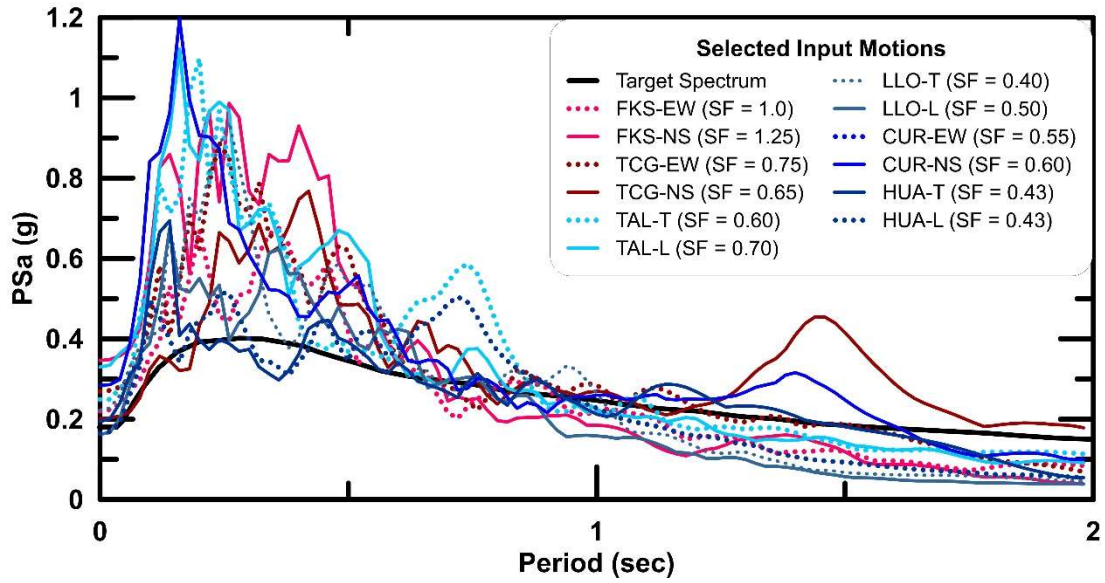 1.2
1
0.8
0.6
0.4
0.2
0
PSa (g)
0
1
2
Period (sec)
Selected Input Motions
Target Spectrum
FKS-EW (SF = 1.0)
FKS-NS (SF = 1.25)
TCG-EW (SF = 0.75)
TCG-NS (SF = 0.65)
TAL-T (SF = 0.60)
TAL-L (SF = 0.70)
LLO-T (SF = 0.40)
LLO-L (SF = 0.50)
CUR-EW (SF = 0.55)
CUR-NS (SF = 0.60)
HUA-T (SF = 0.43)
HUA-L (SF = 0.43)